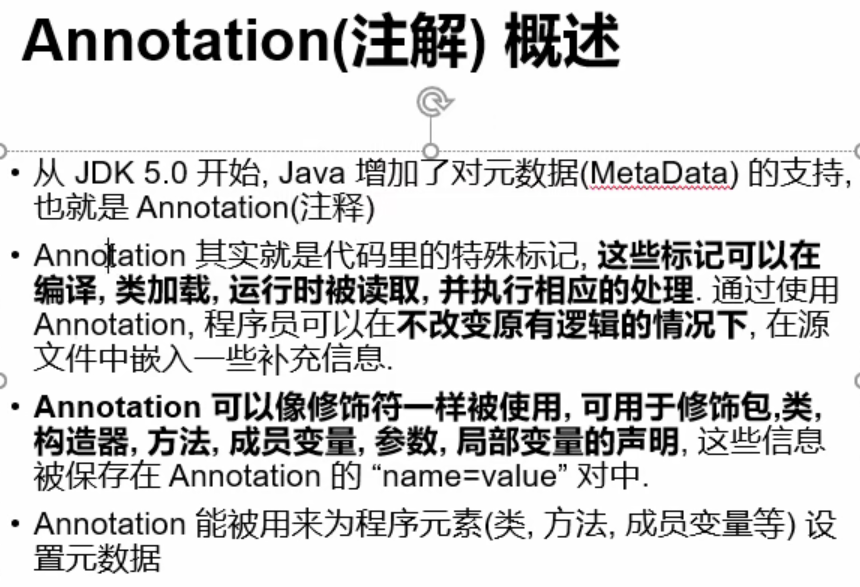 Annotation(注解) 概述
• 从 JDK 5.0 开始, Java 增加了对元数据(MetaData) 的支持,
也就是 Annotation(注释)
• Annotation 其实就是代码里的特殊标记, 这些标记可以在
编译, 类加载, 运行时被读取, 并执行相应的处理. 通过使用
Annotation, 程序员可以在不改变原有逻辑的情况下, 在源
文件中嵌入一些补充信息.
• Annotation 可以像修饰符一样被使用, 可用于修饰包,类,
构造器, 方法, 成员变量, 参数, 局部变量的声明, 这些信息
被保存在 Annotation 的 “name=value” 对中.
• Annotation 能被用来为程序元素(类, 方法, 成员变量等) 设
置元数据